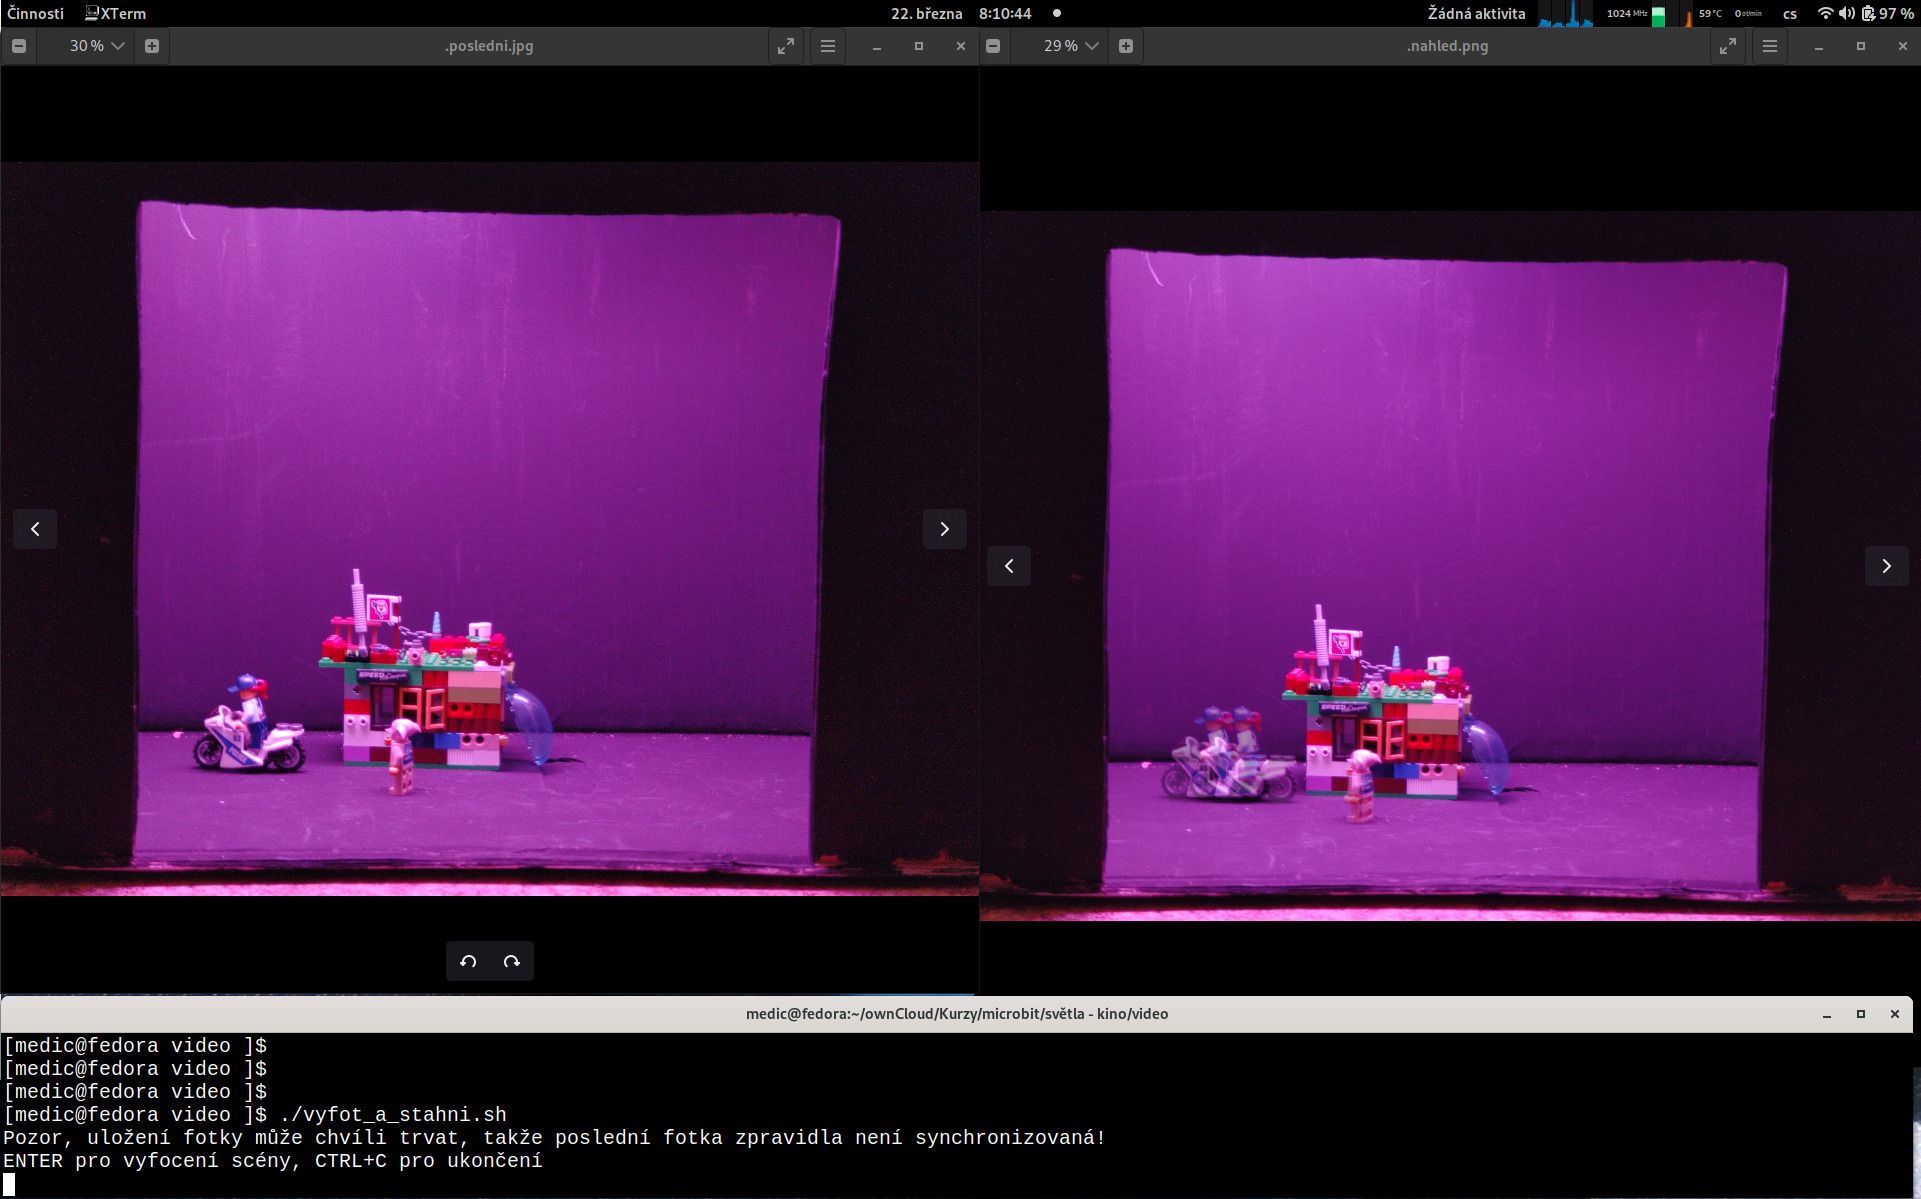 Činnosti XTerm 22. března 8:10:44 Žádná aktivita 1024 MHz 59 °C 0 ot/min cs 97 %
30 % .posledni.jpg
29 % .nahled.png
SPEED
SPEED
medic@fedora:~/ownCloud/Kurzy/microbit/světla - kino/video
[medic@fedora video ]$
[medic@fedora video ]$
[medic@fedora video ]$
[medic@fedora video ]$ ./vyfot_a_stahni.sh
Pozor, uložení fotky může chvíli trvat, takže poslední fotka zpravidla není synchronizovaná!
ENTER pro vyfocení scény, CTRL+C pro ukončení